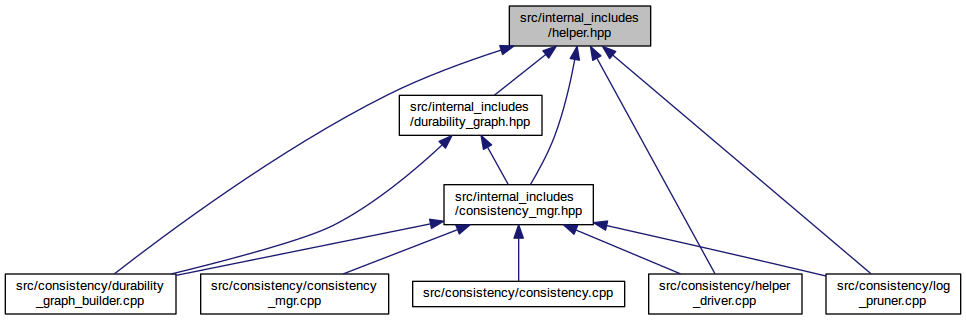 src/internal_includes
/helper.hpp
src/internal_includes
/durability_graph.hpp
src/internal_includes
/consistency_mgr.hpp
src/consistency/durability
_graph_builder.cpp
src/consistency/consistency
_mgr.cpp
src/consistency/consistency.cpp
src/consistency/helper
_driver.cpp
src/consistency/log
_pruner.cpp